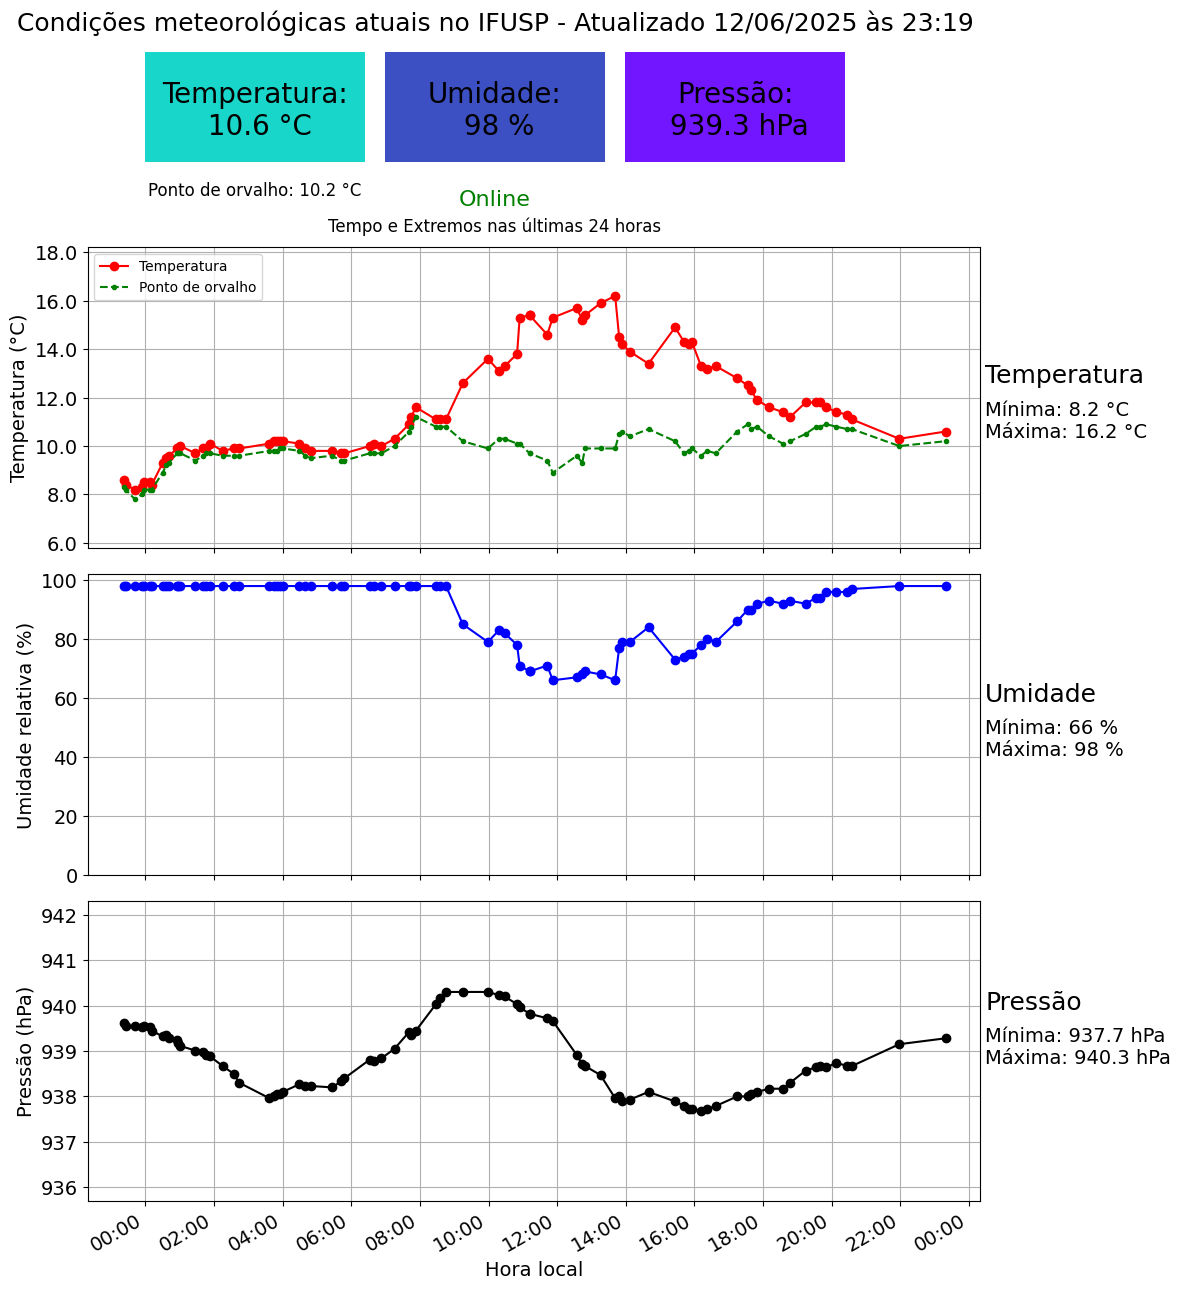 Condições meteorológicas atuais no IFUSP - Atualizado 12/06/2025 às 23:19
Temperatura:
10.6 °C
Umidade:
98 %
Pressão:
939.3 hPa
Ponto de orvalho: 10.2 °C
Online
Tempo e Extremos nas últimas 24 horas
Temperatura (°C)
18.0
16.0
14.0
12.0
10.0
8.0
6.0
Temperatura
Ponto de orvalho
Temperatura
Mínima: 8.2 °C
Máxima: 16.2 °C
Umidade relativa (%)
100
80
60
40
20
0
Umidade
Mínima: 66 %
Máxima: 98 %
Pressão (hPa)
942
941
940
939
938
937
936
Pressão
Mínima: 937.7 hPa
Máxima: 940.3 hPa
00:00 02:00 04:00 06:00 08:00 10:00 12:00 14:00 16:00 18:00 20:00 22:00 00:00
Hora local